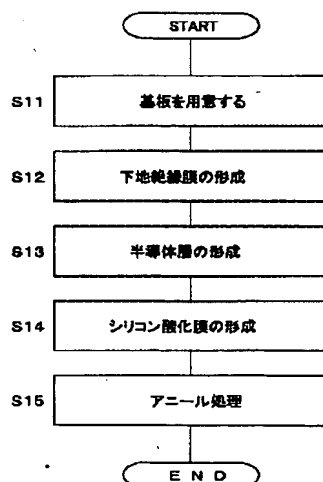 START
S11 基板を用意する
S12 下地絶縁膜の形成
S13 半導体層の形成
S14 シリコン酸化膜の形成
S15 アニール処理
END